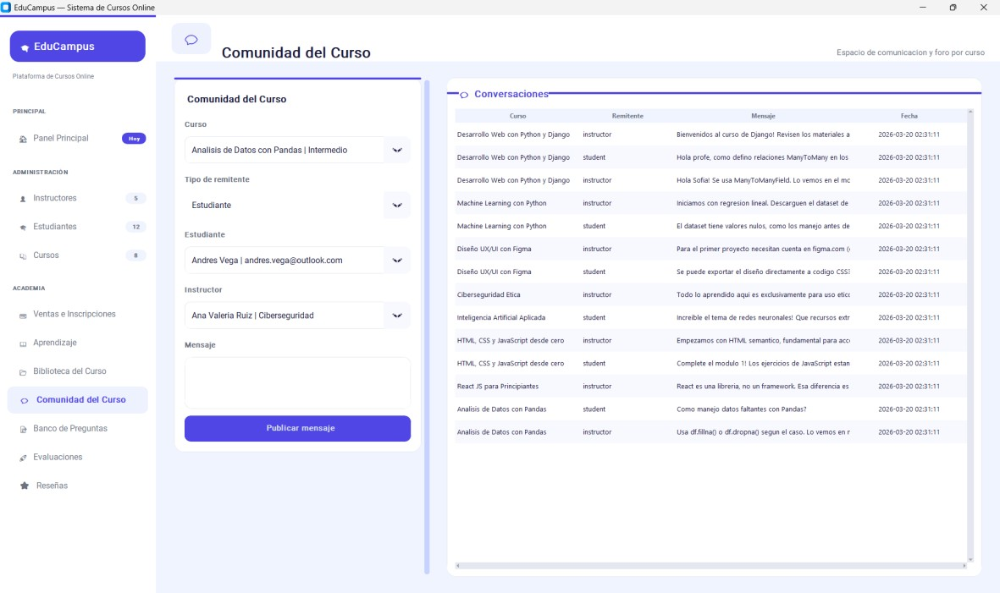 EduCampus — Sistema de Cursos Online
EduCampus
Plataforma de Cursos Online
PRINCIPAL
Panel Principal
Hoy
ADMINISTRACIÓN
Instructores 5
Estudiantes 12
Cursos 8
ACADEMIA
Ventas e Inscripciones
Aprendizaje
Biblioteca del Curso
Comunidad del Curso
Banco de Preguntas
Evaluaciones
Reseñas
Comunidad del Curso
Espacio de comunicacion y foro por curso
Comunidad del Curso
Curso
Analisis de Datos con Pandas | Intermedio
Tipo de remitente
Estudiante
Estudiante
Andres Vega | andres.vega@outlook.com
Instructor
Ana Valeria Ruiz | Ciberseguridad
Mensaje
Publicar mensaje
Conversaciones
Curso Remitente Mensaje Fecha
Desarrollo Web con Python y Django instructor Bienvenidos al curso de Django! Revisen los materiales a 2026-03-20 02:31:11
Desarrollo Web con Python y Django student Hola profe, como defino relaciones ManyToMany en los 2026-03-20 02:31:11
Desarrollo Web con Python y Django instructor Hola Sofia! Se usa ManyToManyField. Lo vemos en el mc 2026-03-20 02:31:11
Machine Learning con Python instructor Iniciamos con regresion lineal. Descarguen el dataset de 2026-03-20 02:31:11
Machine Learning con Python student El dataset tiene valores nulos, como los manejo antes de 2026-03-20 02:31:11
Diseño UX/UI con Figma instructor Para el primer proyecto necesitan cuenta en figma.com ( 2026-03-20 02:31:11
Diseño UX/UI con Figma student Se puede exportar el diseño directamente a codigo CSS? 2026-03-20 02:31:11
Ciberseguridad Etica instructor Todo lo aprendido aqui es exclusivamente para uso etico 2026-03-20 02:31:11
Inteligencia Artificial Aplicada student Increible el tema de redes neuronales! Que recursos extr 2026-03-20 02:31:11
HTML, CSS y JavaScript desde cero instructor Empezamos con HTML semantico, fundamental para acc 2026-03-20 02:31:11
HTML, CSS y JavaScript desde cero student Complete el modulo 1! Los ejercicios de JavaScript estan 2026-03-20 02:31:11
React JS para Principiantes instructor React es una libreria, no un framework. Esa diferencia es 2026-03-20 02:31:11
Analisis de Datos con Pandas student Como manejo datos faltantes con Pandas? 2026-03-20 02:31:11
Analisis de Datos con Pandas instructor Usa df.fillna() o df.dropna() segun el caso. Lo vemos en r 2026-03-20 02:31:11